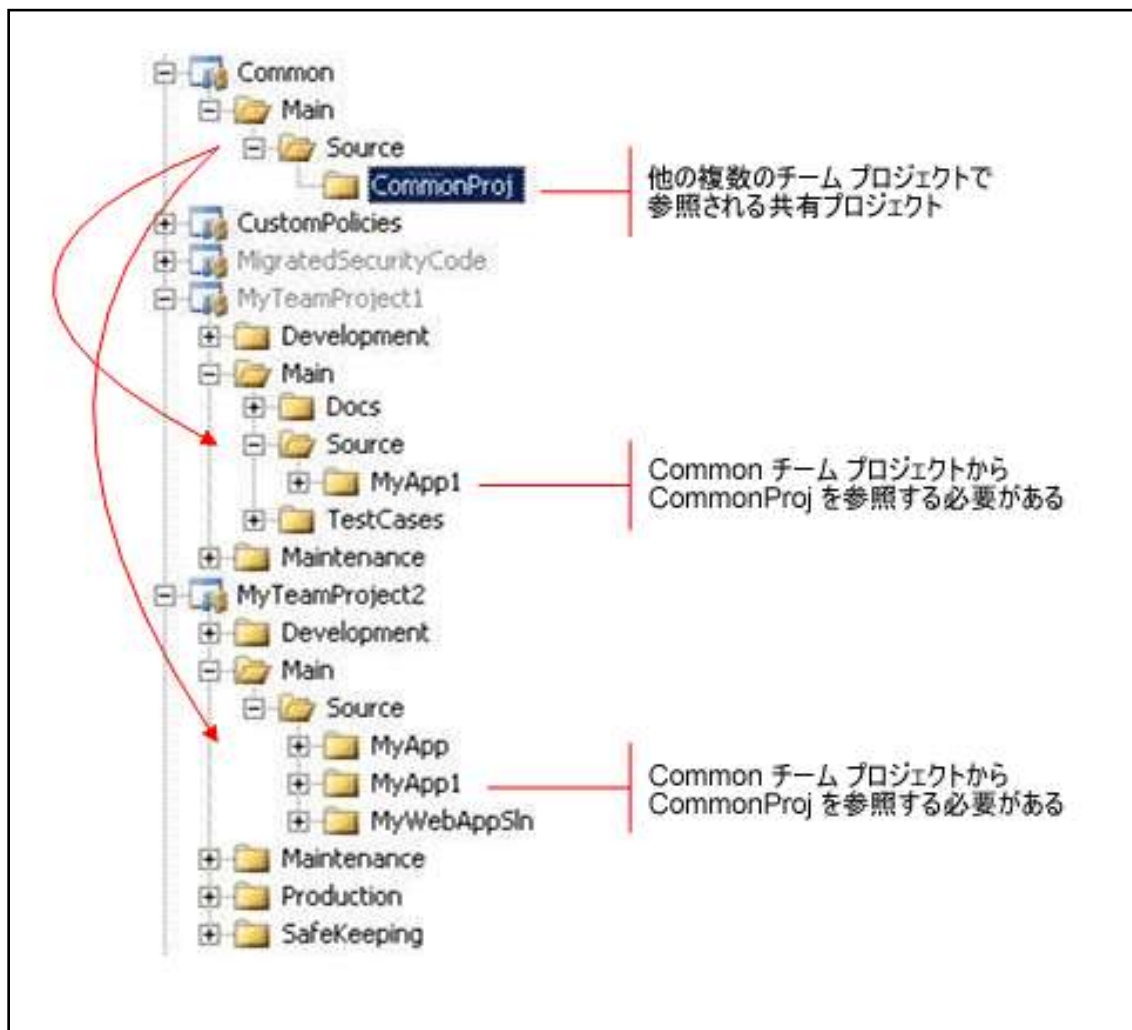 Common
Main
Source
CommonProj
他の複数のチーム プロジェクトで
参照される共有プロジェクト
CustomPolicies
MigratedSecurityCode
MyTeamProject1
Development
Main
Docs
Source
MyApp1
Common チーム プロジェクトから
CommonProj を参照する必要がある
TestCases
Maintenance
MyTeamProject2
Development
Main
Source
MyApp
MyApp1
Common チーム プロジェクトから
CommonProj を参照する必要がある
MyWebAppSln
Maintenance
Production
SafeKeeping